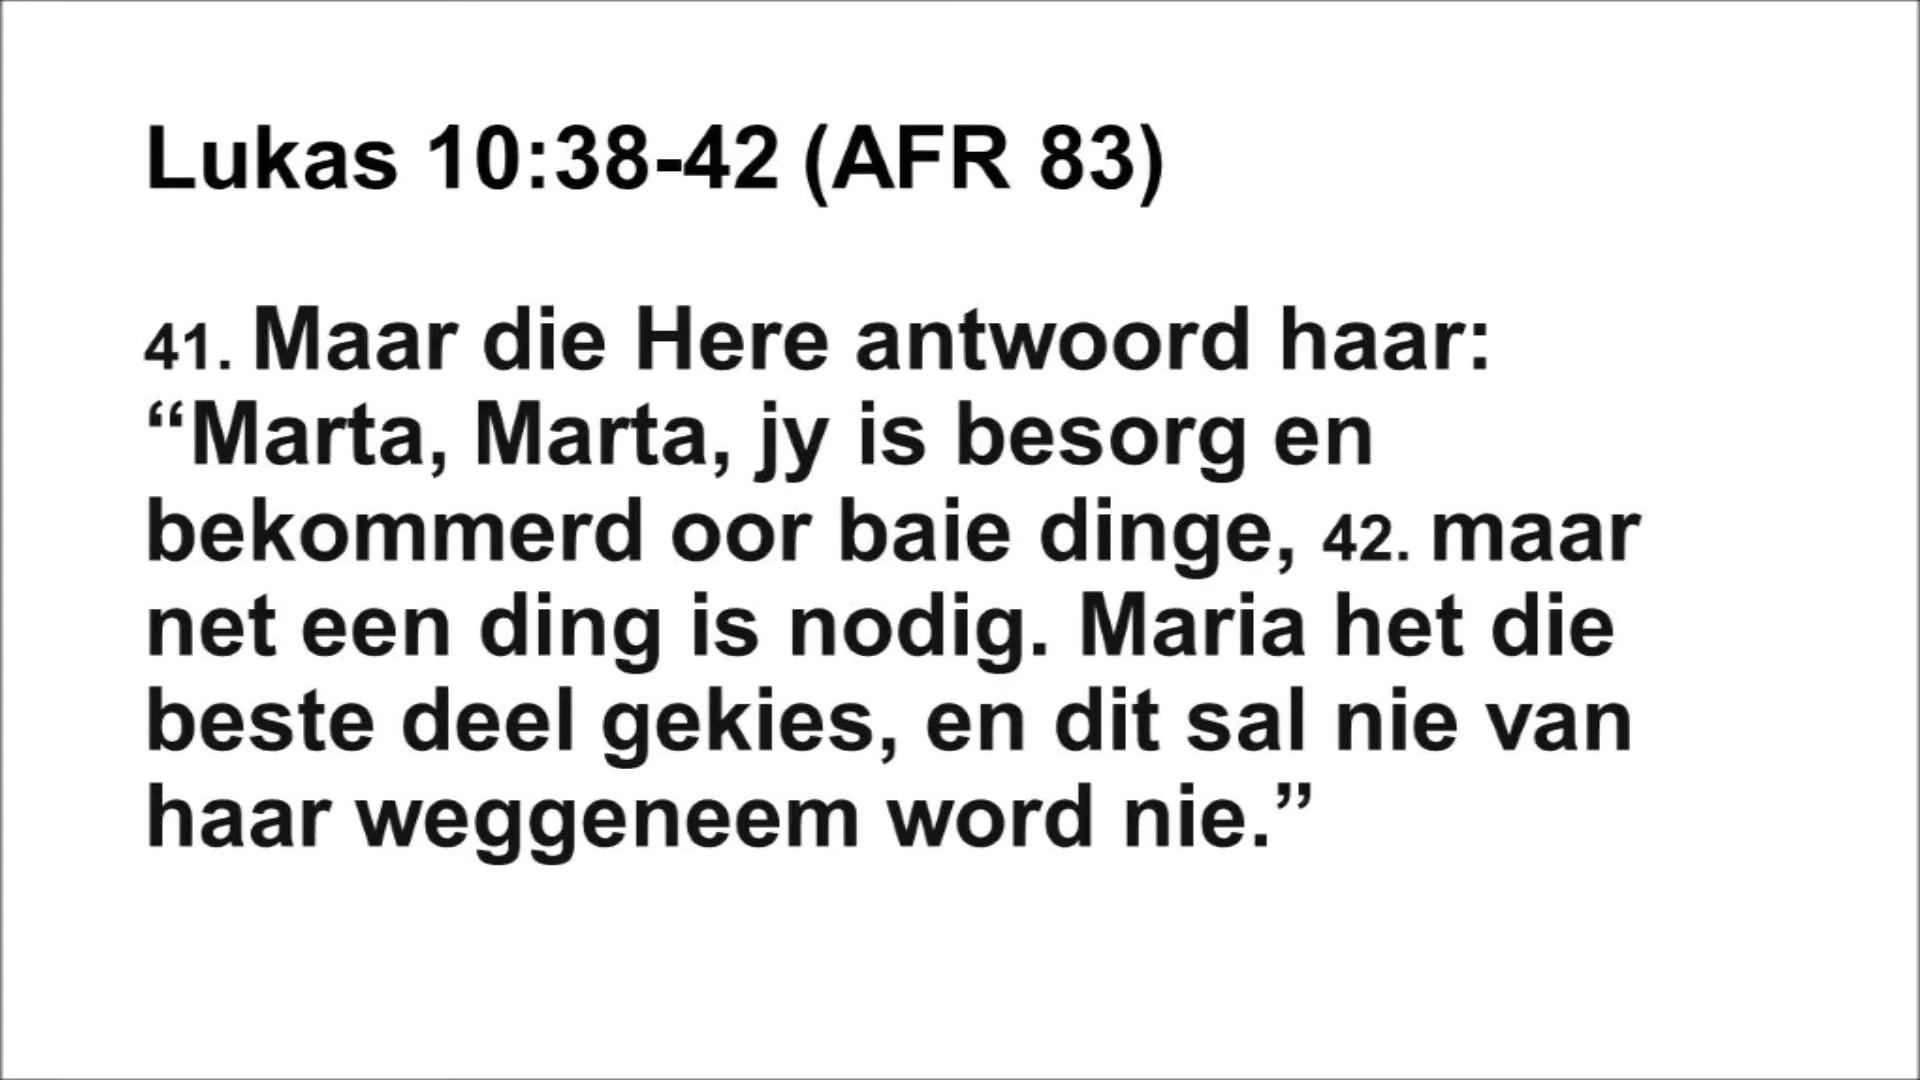 Lukas 10:38-42 (AFR 83)
41. Maar die Here antwoord haar:
“Marta, Marta, jy is besorg en
bekommerd oor baie dinge, 42. maar
net een ding is nodig. Maria het die
beste deel gekies, en dit sal nie van
haar weggeneem word nie.”